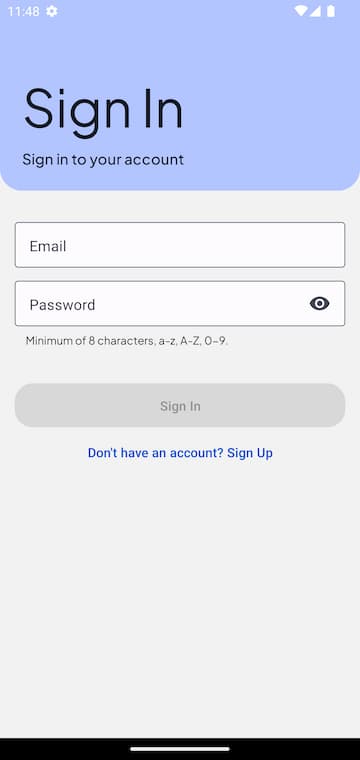 11:48
Sign In
Sign in to your account
Email
Password
Minimum of 8 characters, a-z, A-Z, 0-9.
Sign In
Don't have an account? Sign Up